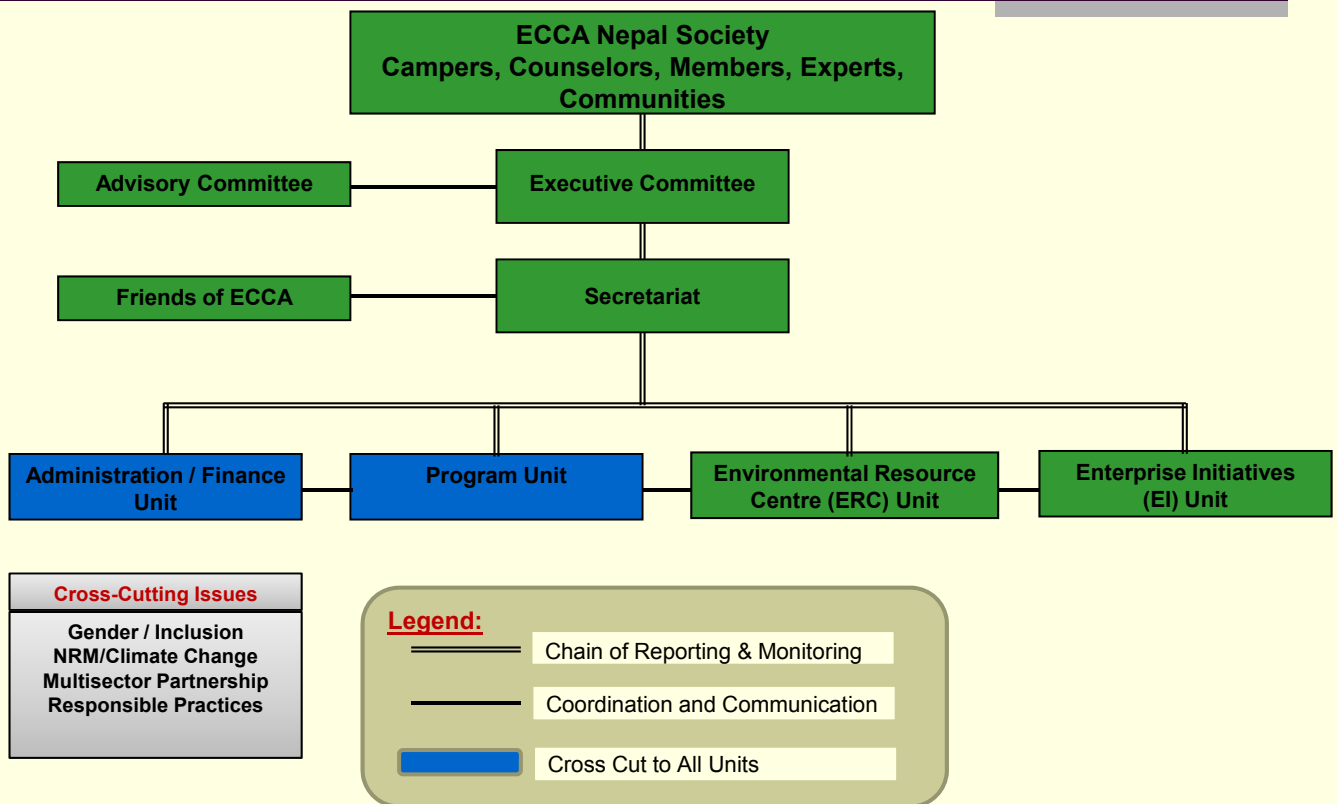 ECCA Nepal Society
Campers, Counselors, Members, Experts,
Communities
Advisory Committee
Executive Committee
Friends of ECCA
Secretariat
Administration / Finance
Unit
Program Unit
Environmental Resource
Centre (ERC) Unit
Enterprise Initiatives
(EI) Unit
Cross-Cutting Issues
Gender / Inclusion
NRM/Climate Change
Multisector Partnership
Responsible Practices
Legend:
Chain of Reporting & Monitoring
Coordination and Communication
Cross Cut to All Units